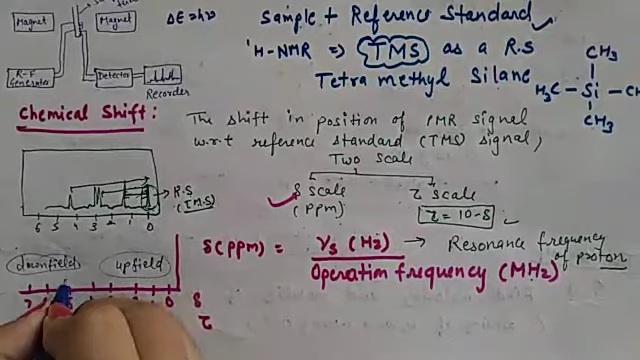 Magnet
Magnet
ΔE=hν
R-F Generator
Detector
Recorder
Sample + Reference Standard
¹H-NMR ⇒ TMS as a R.S
Tetra methyl Silane
CH₃
H₃C-Si-CH
CH₃
Chemical Shift:
The shift in position of PMR signal
w.r.t reference standard (TMS) signal,
Two Scale
R.S
(T.M.S)
6 5 4 3 2 1 0
δ Scale
(PPM)
τ Scale
τ = 10-δ
downfield
upfield
δ(PPM) = νs (Hz) / Operation frequency (MHz)
→ Resonance frequency
of proton
0 δ
τ